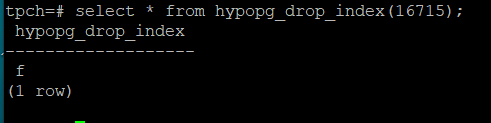 tpch=# select * from hypopg_drop_index(16715);
 hypopg_drop_index
-------------------
 f
(1 row)